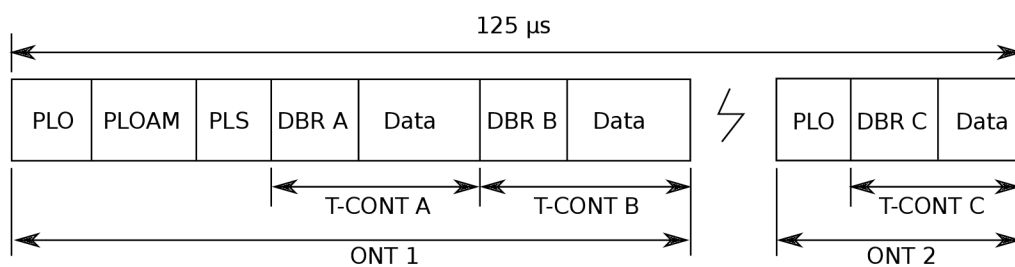 125 µs
PLO PLOAM PLS DBR A Data DBR B Data PLO DBR C Data
T-CONT A T-CONT B T-CONT C
ONT 1 ONT 2